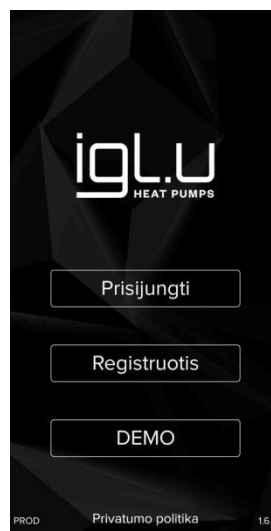 igl.u
HEAT PUMPS
Prisijungti
Registruotis
DEMO
PROD Privatumo politika 1.6